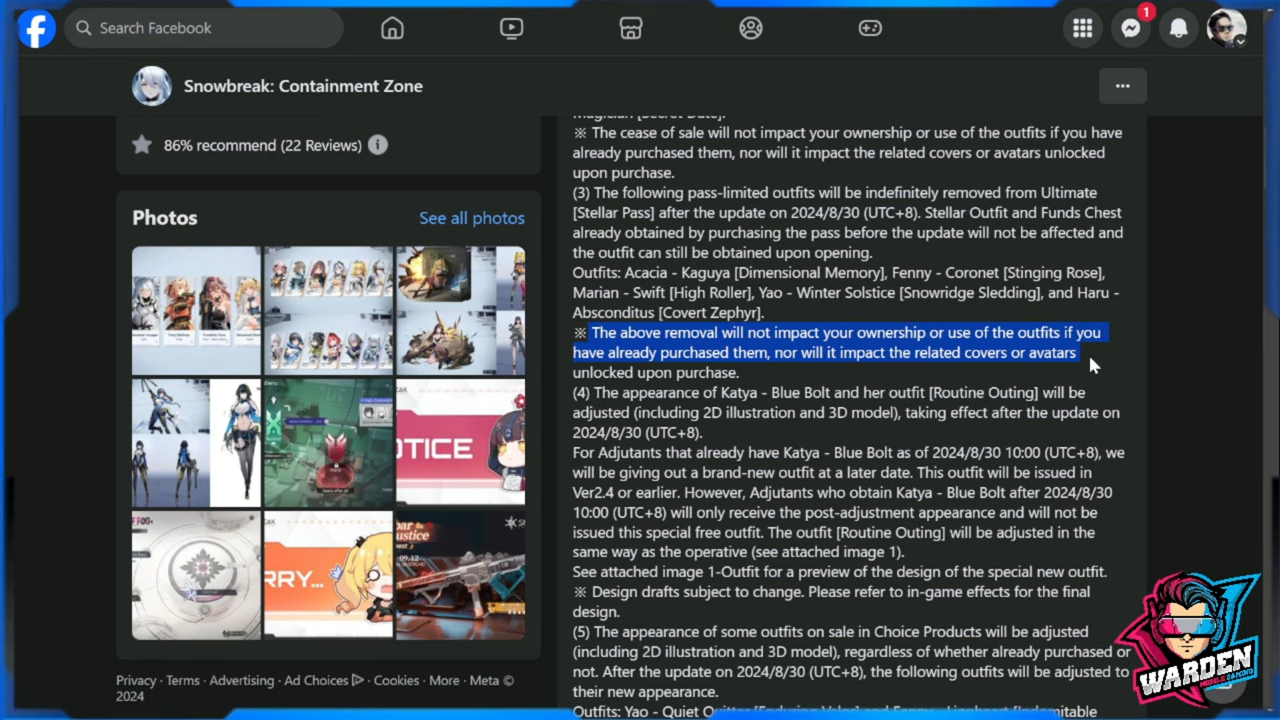 Search Facebook
1
Snowbreak: Containment Zone
86% recommend (22 Reviews)
Photos
See all photos
OTICE
RRY...
09.12
Privacy · Terms · Advertising · Ad Choices · Cookies · More · Meta ©
2024
※ The cease of sale will not impact your ownership or use of the outfits if you have
already purchased them, nor will it impact the related covers or avatars unlocked
upon purchase.
(3) The following pass-limited outfits will be indefinitely removed from Ultimate
[Stellar Pass] after the update on 2024/8/30 (UTC+8). Stellar Outfit and Funds Chest
already obtained by purchasing the pass before the update will not be affected and
the outfit can still be obtained upon opening.
Outfits: Acacia - Kaguya [Dimensional Memory], Fenny - Coronet [Stinging Rose],
Marian - Swift [High Roller], Yao - Winter Solstice [Snowridge Sledding], and Haru -
Absconditus [Covert Zephyr].
※ The above removal will not impact your ownership or use of the outfits if you
have already purchased them, nor will it impact the related covers or avatars
unlocked upon purchase.
(4) The appearance of Katya - Blue Bolt and her outfit [Routine Outing] will be
adjusted (including 2D illustration and 3D model), taking effect after the update on
2024/8/30 (UTC+8).
For Adjutants that already have Katya - Blue Bolt as of 2024/8/30 10:00 (UTC+8), we
will be giving out a brand-new outfit at a later date. This outfit will be issued in
Ver2.4 or earlier. However, Adjutants who obtain Katya - Blue Bolt after 2024/8/30
10:00 (UTC+8) will only receive the post-adjustment appearance and will not be
issued this special free outfit. The outfit [Routine Outing] will be adjusted in the
same way as the operative (see attached image 1).
See attached image 1-Outfit for a preview of the design of the special new outfit.
※ Design drafts subject to change. Please refer to in-game effects for the final
design.
(5) The appearance of some outfits on sale in Choice Products will be adjusted
(including 2D illustration and 3D model), regardless of whether already purchased or
not. After the update on 2024/8/30 (UTC+8), the following outfits will be adjusted to
their new appearance.
Outfits: Yao - Quiet
WARDEN
MOBILE GAMING